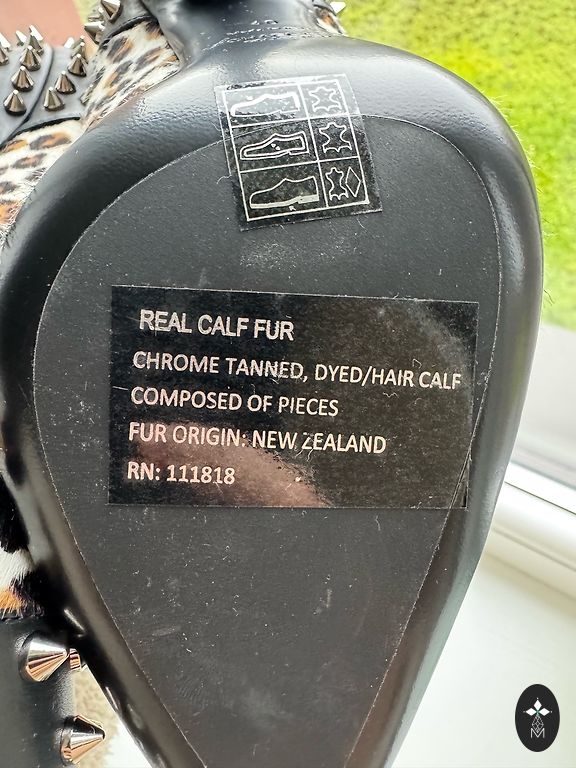 REAL CALF FUR
CHROME TANNED, DYED/HAIR CALF
COMPOSED OF PIECES
FUR ORIGIN: NEW ZEALAND
RN: 111818